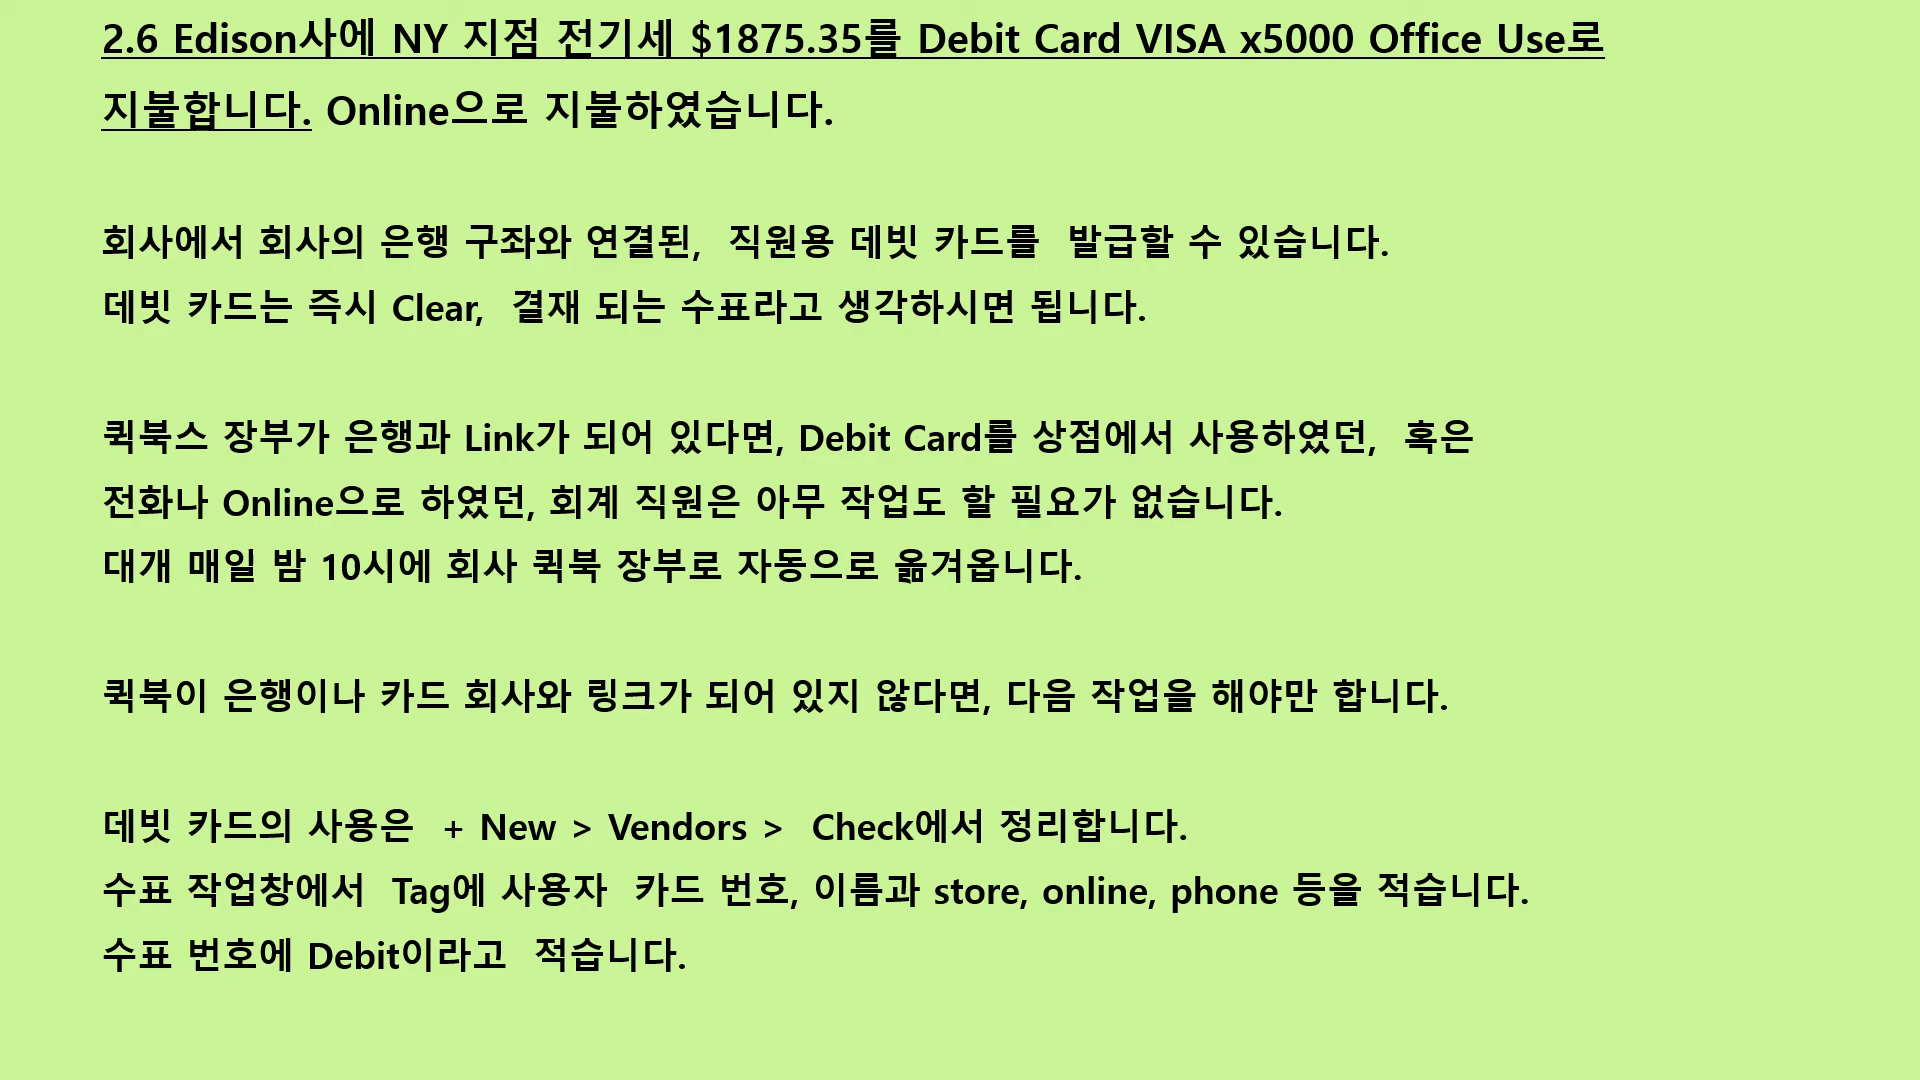 2.6 Edison사에 NY 지점 전기세 $1875.35를 Debit Card VISA x5000 Office Use로
지불합니다. Online으로 지불하였습니다.
회사에서 회사의 은행 구좌와 연결된, 직원용 데빗 카드를 발급할 수 있습니다.
데빗 카드는 즉시 Clear, 결재 되는 수표라고 생각하시면 됩니다.
퀵북스 장부가 은행과 Link가 되어 있다면, Debit Card를 상점에서 사용하였던, 혹은
전화나 Online으로 하였던, 회계 직원은 아무 작업도 할 필요가 없습니다.
대개 매일 밤 10시에 회사 퀵북 장부로 자동으로 옮겨옵니다.
퀵북이 은행이나 카드 회사와 링크가 되어 있지 않다면, 다음 작업을 해야만 합니다.
데빗 카드의 사용은 + New > Vendors > Check에서 정리합니다.
수표 작업창에서 Tag에 사용자 카드 번호, 이름과 store, online, phone 등을 적습니다.
수표 번호에 Debit이라고 적습니다.